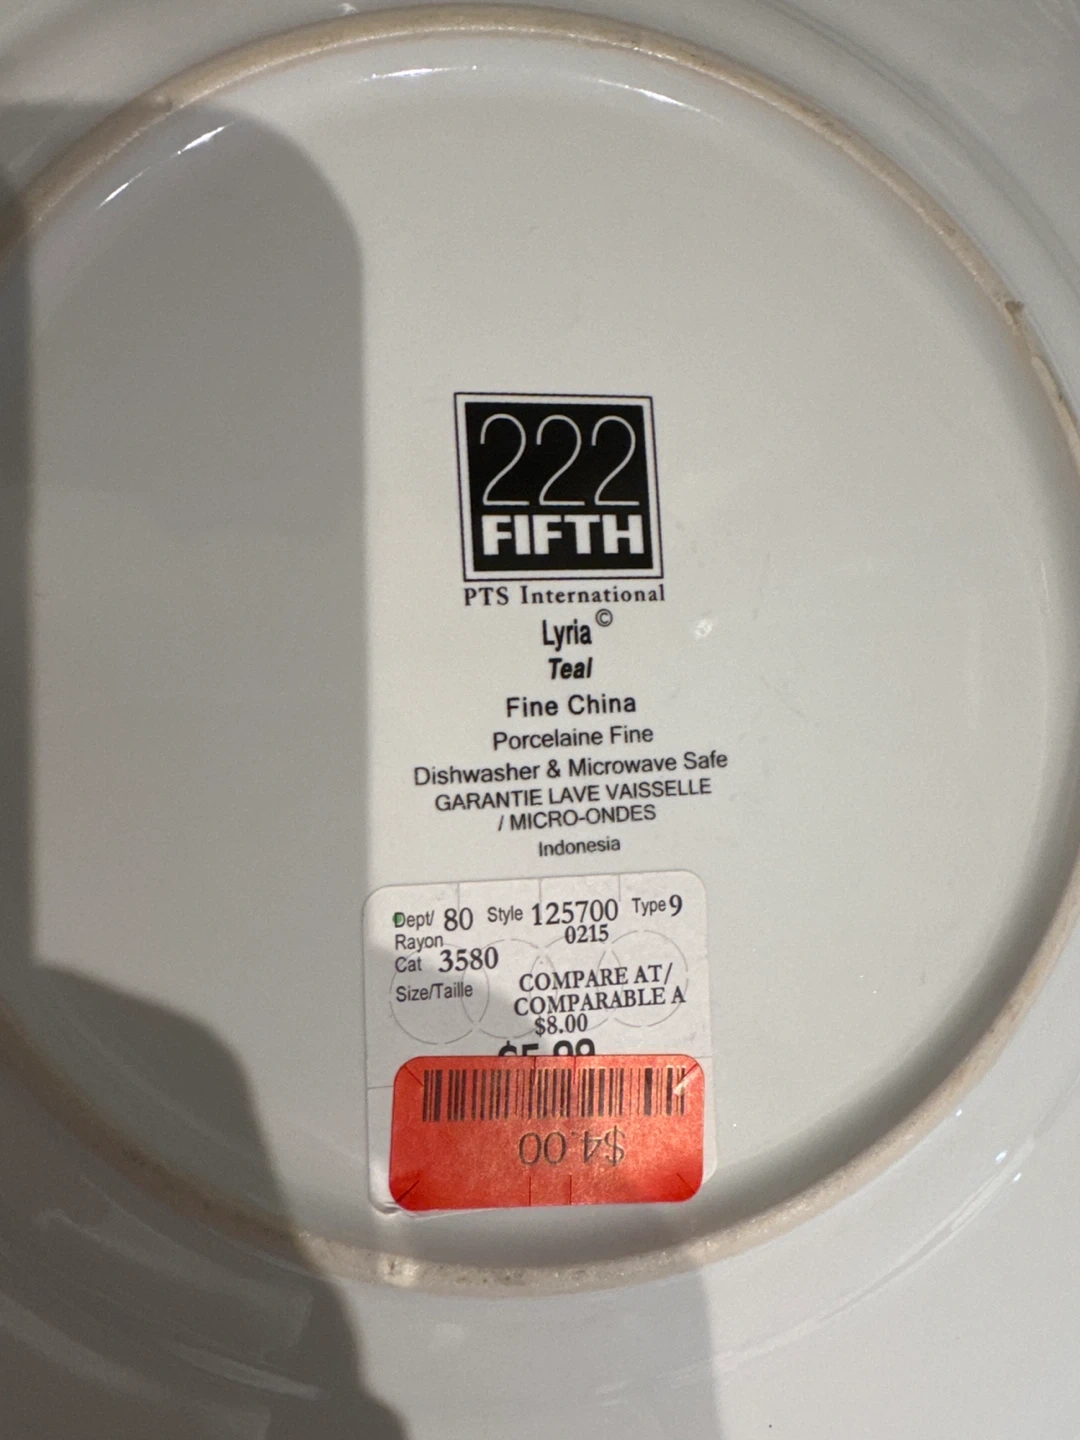 222
FIFTH
PTS International
Lyria©
Teal
Fine China
Porcelaine Fine
Dishwasher & Microwave Safe
GARANTIE LAVE VAISSELLE
/ MICRO-ONDES
Indonesia
Dept/ 80 Style 125700 Type 9
Rayon 0215
Cat 3580
Size/Taille COMPARE AT/
COMPARABLE A
$8.00
$5.99
$4.00